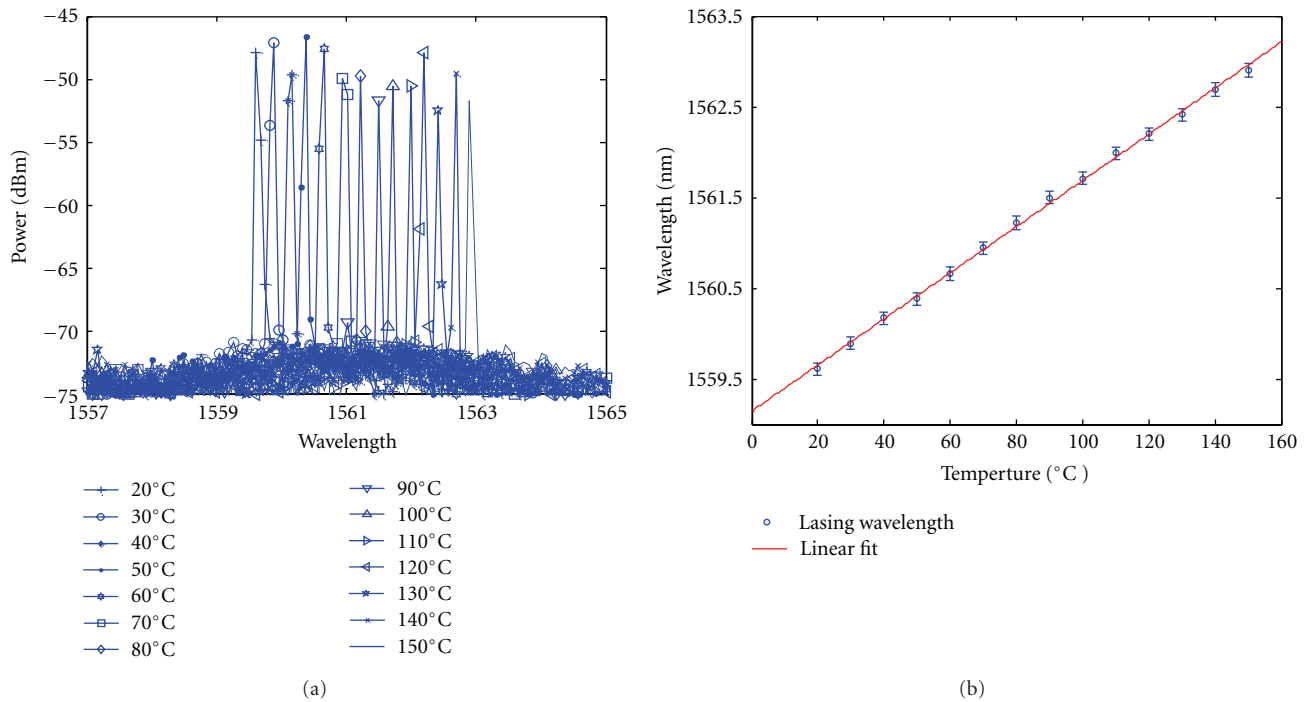 −45
−50
−55
−60
−65
−70
−75
Power (dBm)
1557
1559
1561
1563
1565
Wavelength
20°C
30°C
40°C
50°C
60°C
70°C
80°C
90°C
100°C
110°C
120°C
130°C
140°C
150°C
(a)
1563.5
1562.5
1561.5
1560.5
1559.5
Wavelength (nm)
0
20
40
60
80
100
120
140
160
Temperture (°C )
Lasing wavelength
Linear fit
(b)